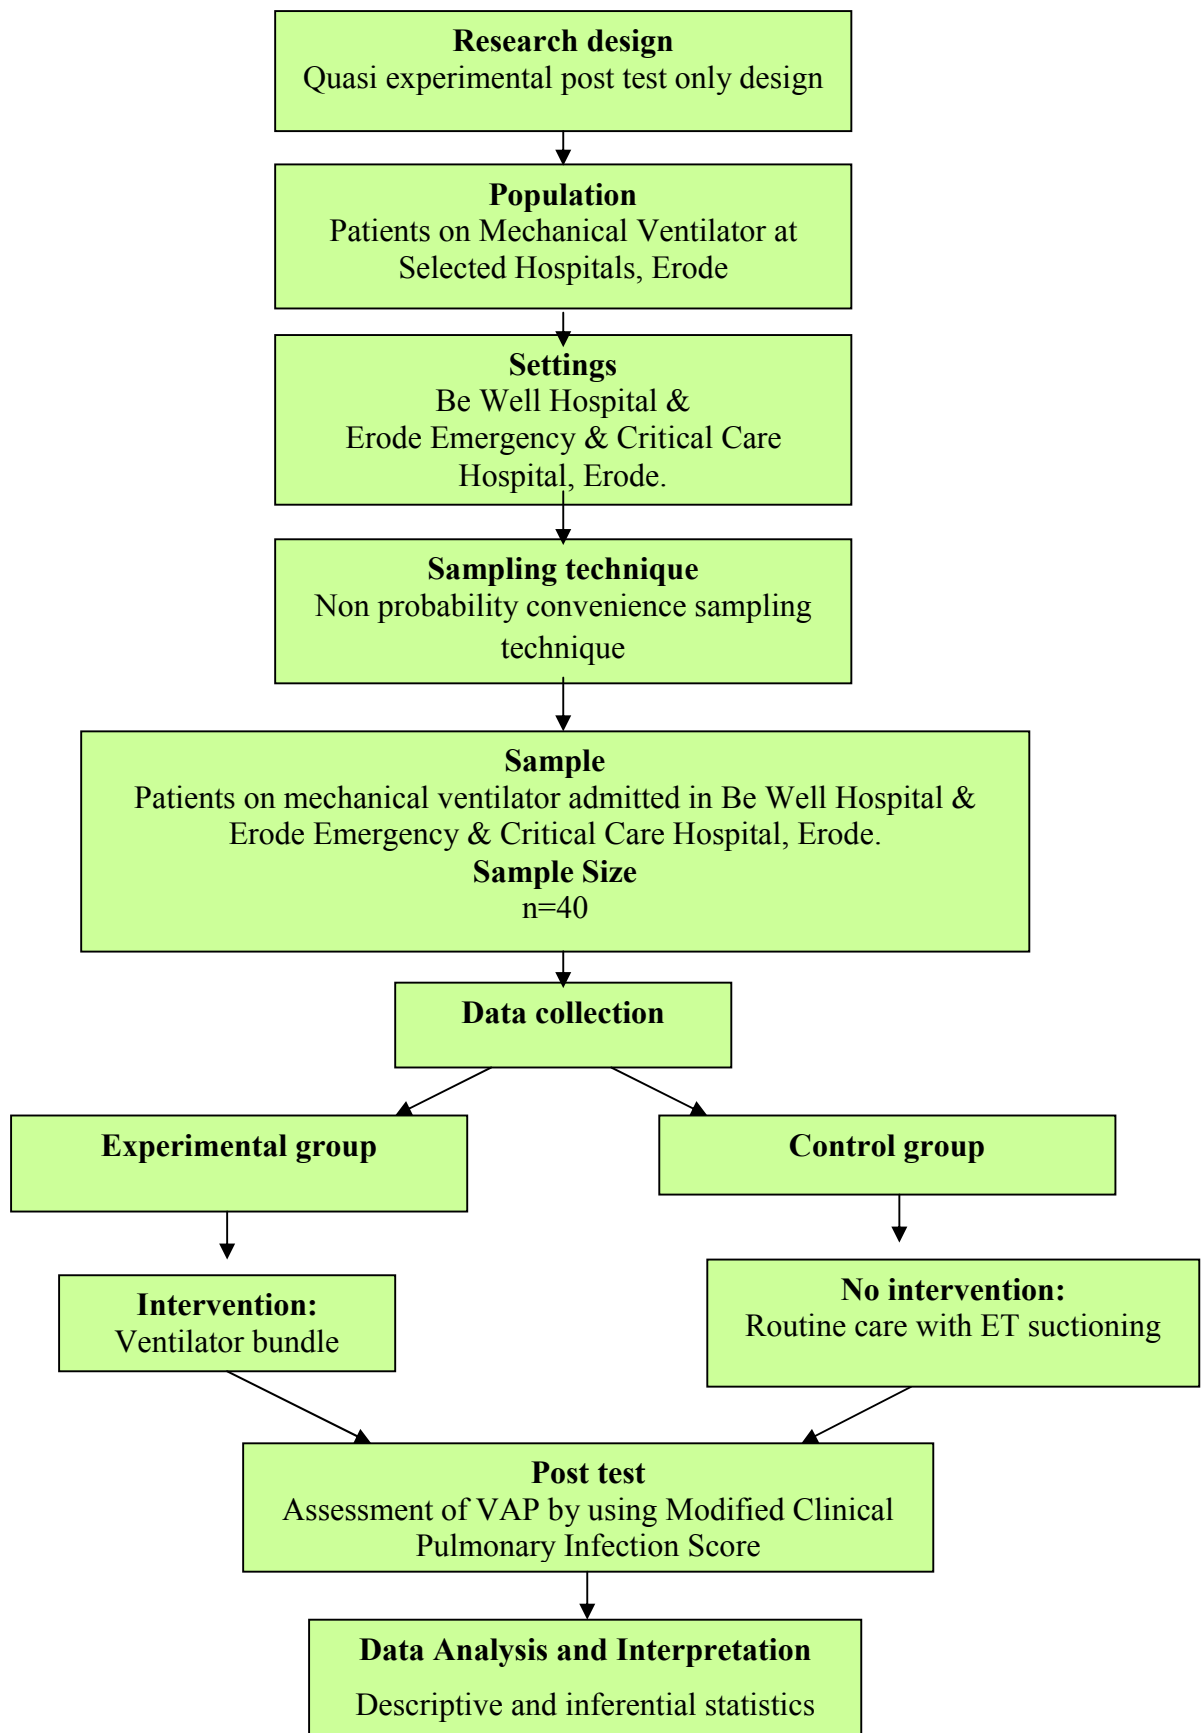 Research design
Quasi experimental post test only design
Population
Patients on Mechanical Ventilator at
Selected Hospitals, Erode
Settings
Be Well Hospital &
Erode Emergency & Critical Care
Hospital, Erode.
Sampling technique
Non probability convenience sampling
technique
Sample
Patients on mechanical ventilator admitted in Be Well Hospital &
Erode Emergency & Critical Care Hospital, Erode.
Sample Size
n=40
Data collection
Experimental group
Control group
Intervention:
Ventilator bundle
No intervention:
Routine care with ET suctioning
Post test
Assessment of VAP by using Modified Clinical
Pulmonary Infection Score
Data Analysis and Interpretation
Descriptive and inferential statistics